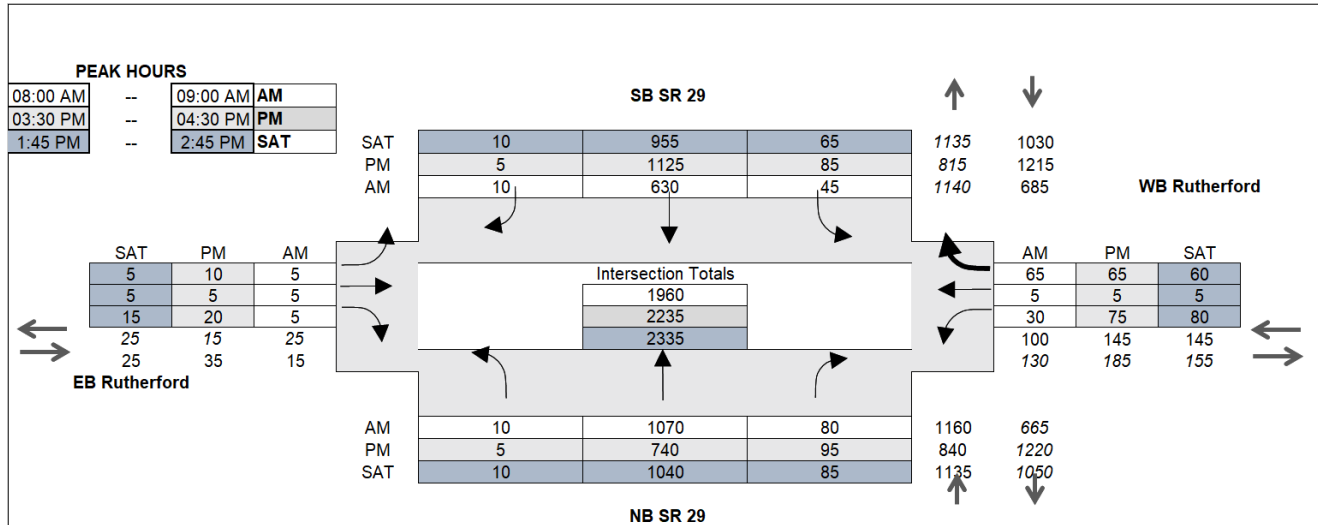 PEAK HOURS
08:00 AM -- 09:00 AM AM
03:30 PM -- 04:30 PM PM
1:45 PM -- 2:45 PM SAT
SB SR 29
SAT 10 955 65 1135 1030
PM 5 1125 85 815 1215
AM 10 630 45 1140 685
WB Rutherford
SAT PM AM
5 10 5
5 5 5
15 20 5
25 15 25
25 35 15
EB Rutherford
Intersection Totals
1960
2235
2335
AM PM SAT
65 65 60
5 5 5
30 75 80
100 145 145
130 185 155
AM 10 1070 80 1160 665
PM 5 740 95 840 1220
SAT 10 1040 85 1135 1050
NB SR 29